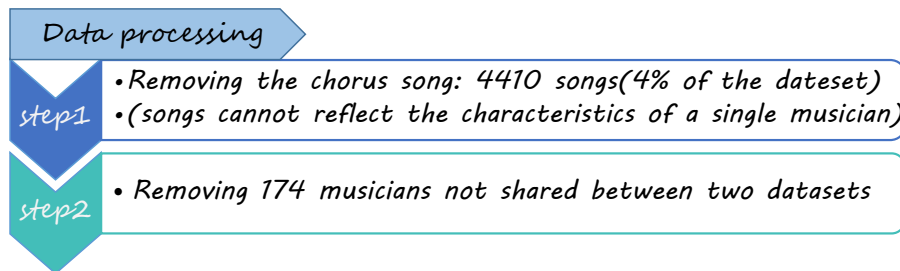 Data processing
step1
• Removing the chorus song: 4410 songs(4% of the dateset)
• (songs cannot reflect the characteristics of a single musician)
step2
• Removing 174 musicians not shared between two datasets